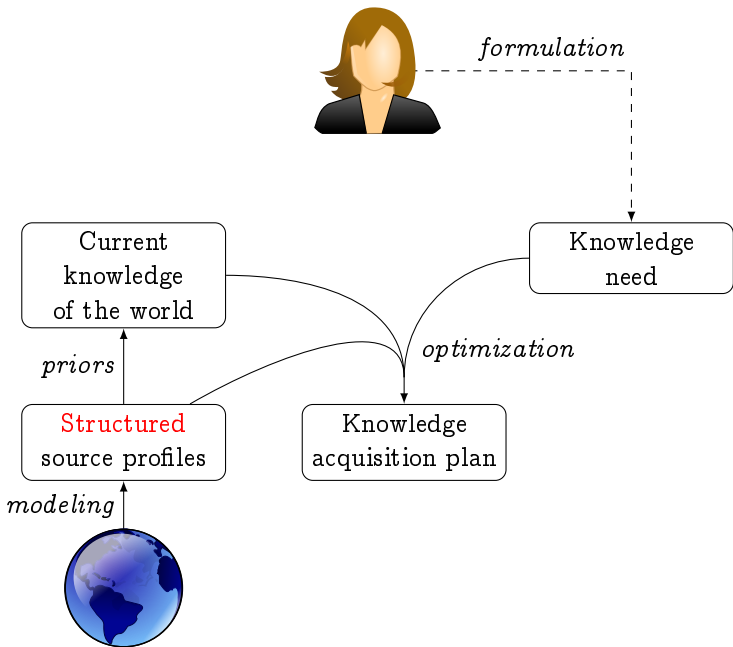 formulation
Current
knowledge
of the world
Knowledge
need
optimization
priors
Structured
source profiles
Knowledge
acquisition plan
modeling